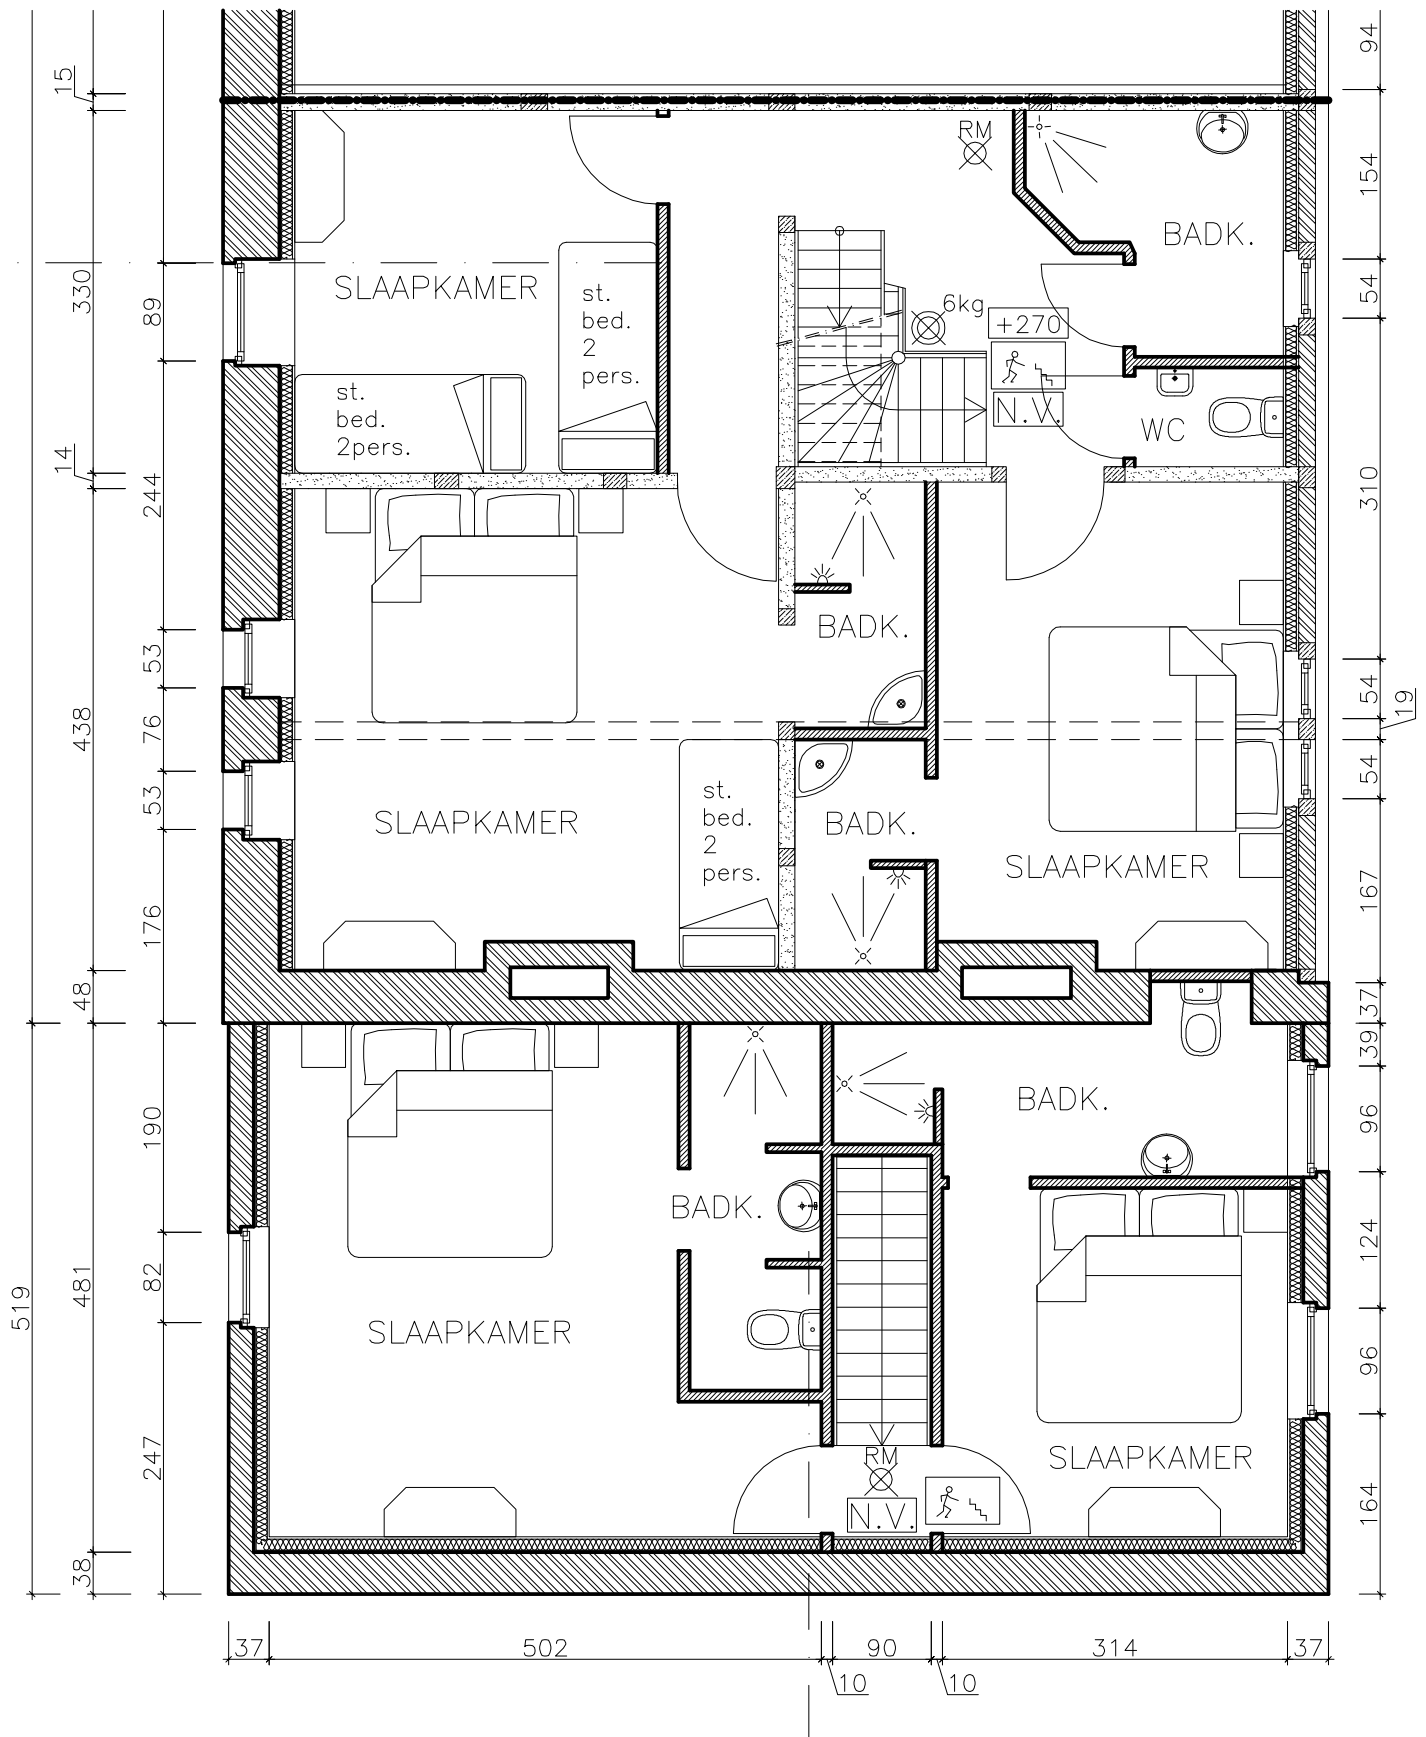 94
15
RM
154
BADK.
330
SLAAPKAMER
st.
bed.
2
pers.
6kg
+270
54
89
st.
bed.
2pers.
N.V.
WC
14
244
310
BADK.
53
54
19
76
438
SLAAPKAMER
st.
bed.
2
pers.
BADK.
54
53
SLAAPKAMER
167
176
48
37
39
BADK.
96
190
BADK.
124
82
481
519
SLAAPKAMER
96
247
RM
SLAAPKAMER
N.V.
164
38
37
502
90
314
37
10
10